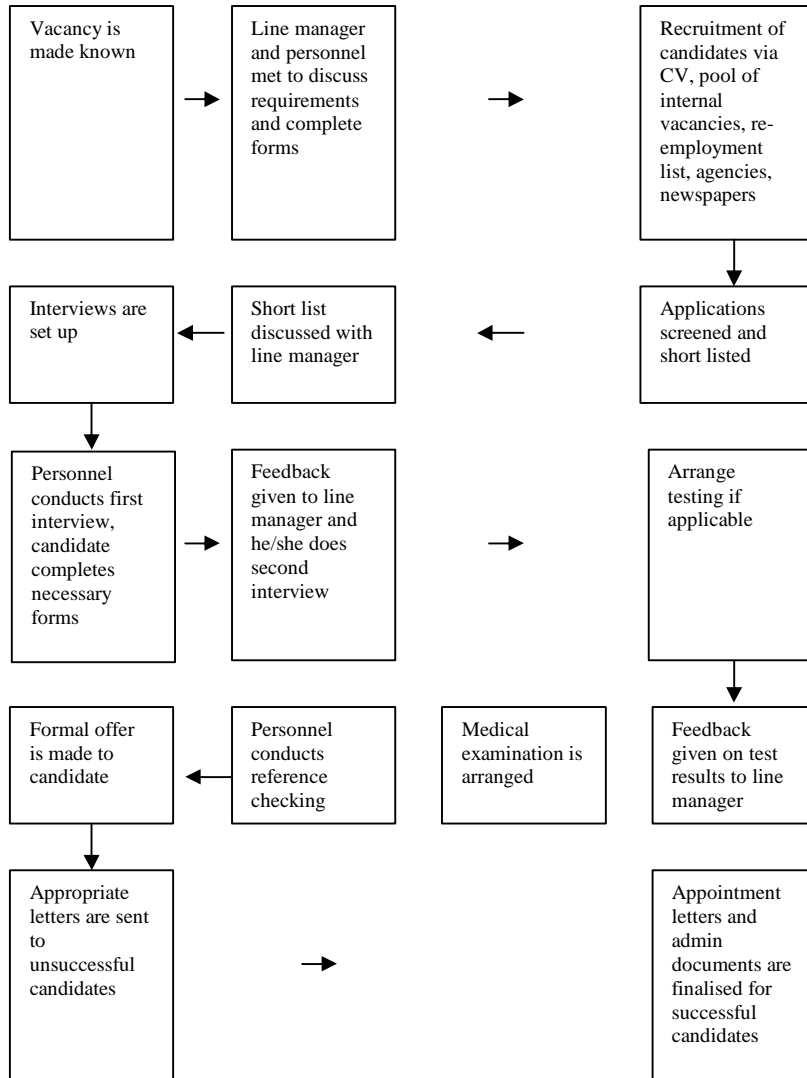 Vacancy is
made known
Line manager
and personnel
met to discuss
requirements
and complete
forms
Recruitment of
candidates via
CV, pool of
internal
vacancies, re-
employment
list, agencies,
newspapers
Interviews are
set up
Short list
discussed with
line manager
Applications
screened and
short listed
Personnel
conducts first
interview,
candidate
completes
necessary
forms
Feedback
given to line
manager and
he/she does
second
interview
Arrange
testing if
applicable
Formal offer
is made to
candidate
Personnel
conducts
reference
checking
Medical
examination is
arranged
Feedback
given on test
results to line
manager
Appropriate
letters are sent
to
unsuccessful
candidates
Appointment
letters and
admin
documents are
finalised for
successful
candidates